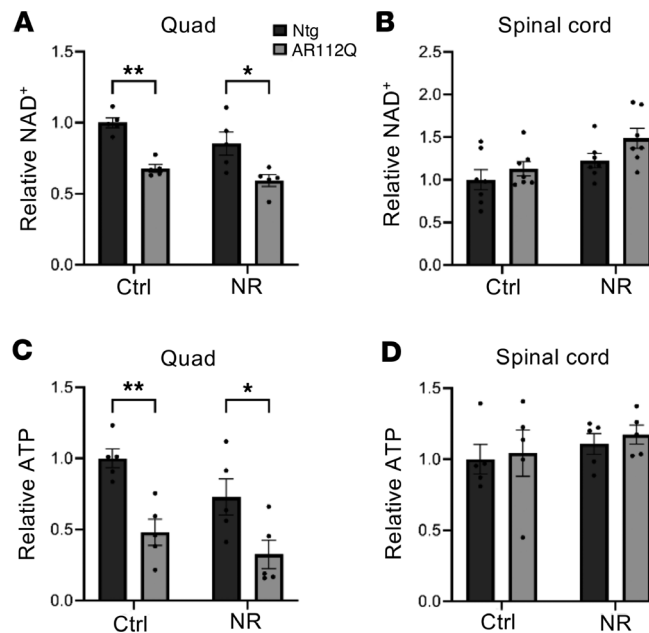 A
Quad
Ntg
AR112Q
B
Spinal cord
Relative NAD+
1.5
1.0
0.5
0.0
**
*
Ctrl
NR
Relative NAD+
2.5
2.0
1.5
1.0
0.5
0.0
Ctrl
NR
C
Quad
D
Spinal cord
Relative ATP
1.5
1.0
0.5
0.0
**
*
Ctrl
NR
Relative ATP
1.5
1.0
0.5
0.0
Ctrl
NR